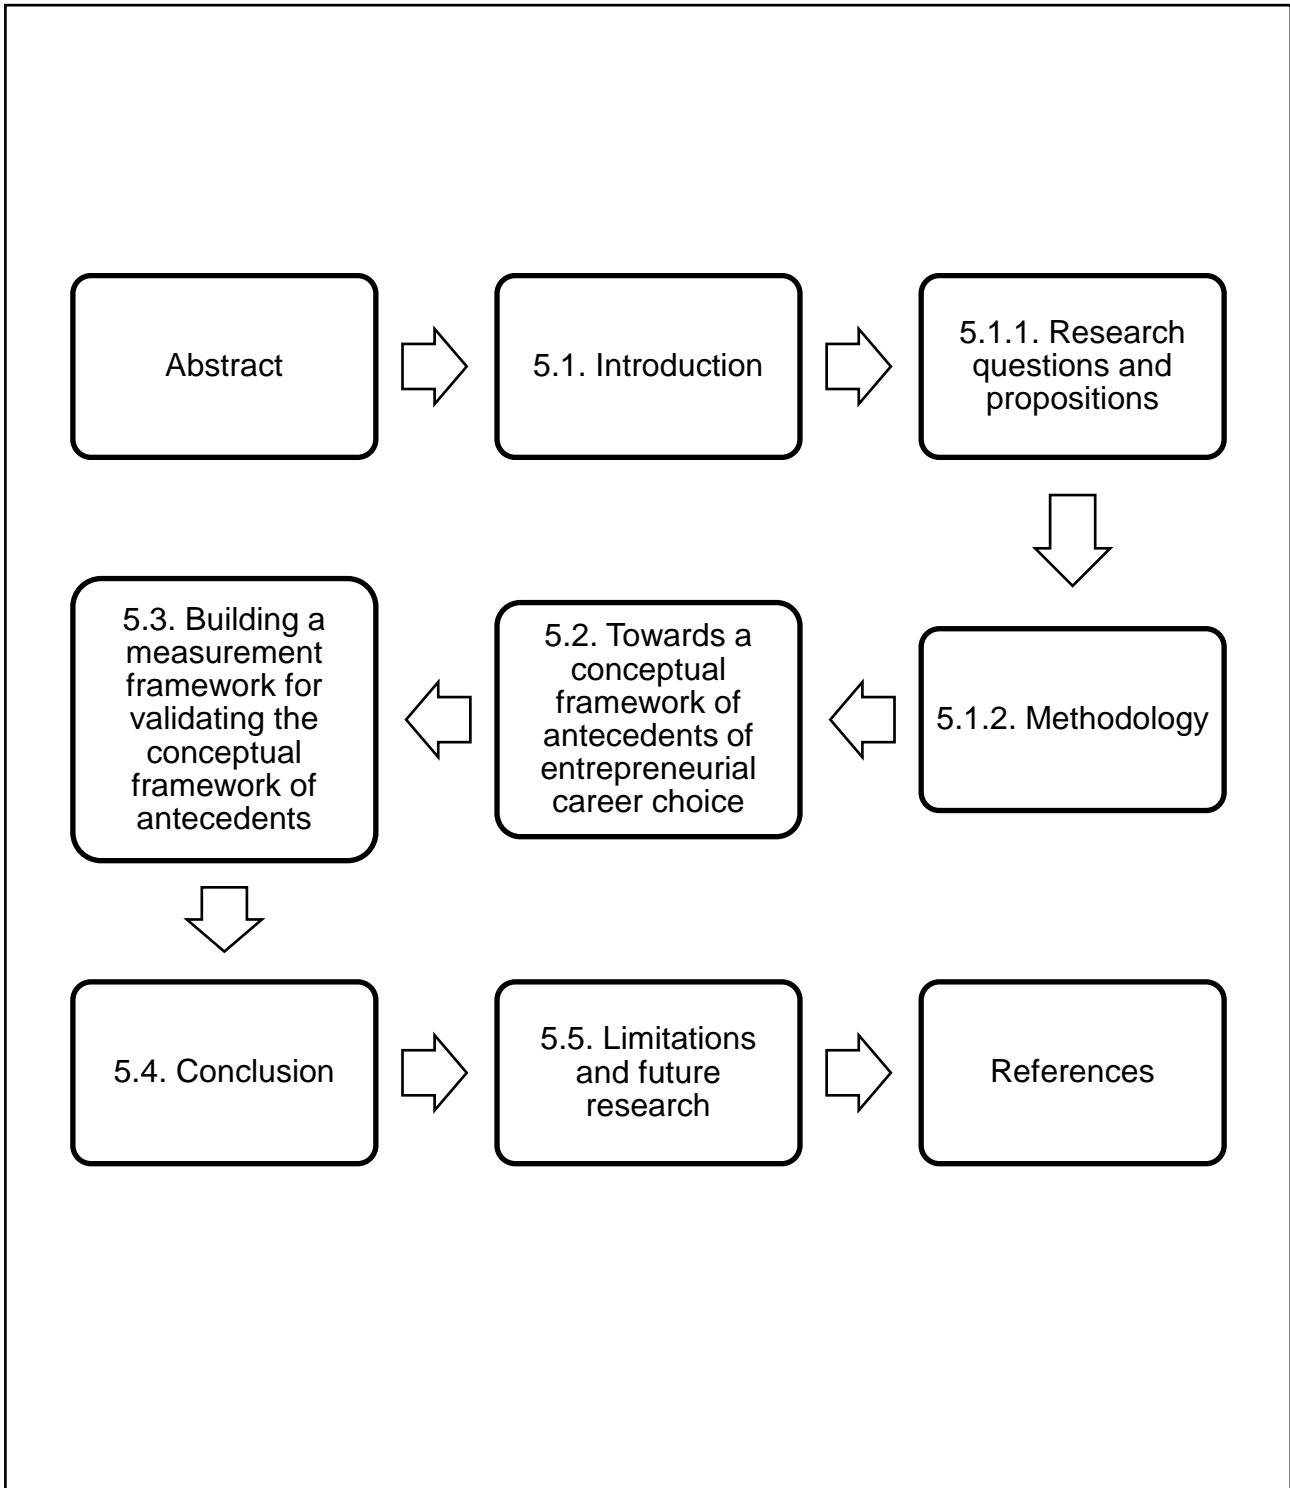 Abstract
5.1. Introduction
5.1.1. Research
questions and
propositions
5.1.2. Methodology
5.2. Towards a
conceptual
framework of
antecedents of
entrepreneurial
career choice
5.3. Building a
measurement
framework for
validating the
conceptual
framework of
antecedents
5.4. Conclusion
5.5. Limitations
and future
research
References